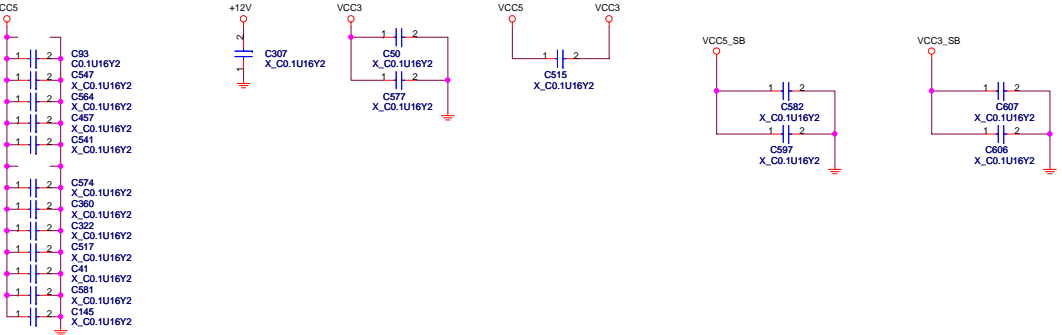 VCC5
1 2 C93
C0.1U16Y2
1 2 C547
X_C0.1U16Y2
1 2 C564
X_C0.1U16Y2
1 2 C457
X_C0.1U16Y2
1 2 C541
X_C0.1U16Y2
1 2 C574
X_C0.1U16Y2
1 2 C360
X_C0.1U16Y2
1 2 C322
X_C0.1U16Y2
1 2 C517
X_C0.1U16Y2
1 2 C41
X_C0.1U16Y2
1 2 C581
X_C0.1U16Y2
1 2 C145
X_C0.1U16Y2
+12V
2
1
C307
X_C0.1U16Y2
VCC3
1 2
C50
X_C0.1U16Y2
1 2
C577
X_C0.1U16Y2
VCC5 VCC3
1 2
C515
X_C0.1U16Y2
VCC5_SB
1 2
C582
X_C0.1U16Y2
1 2
C597
X_C0.1U16Y2
VCC3_SB
1 2
C607
X_C0.1U16Y2
1 2
C606
X_C0.1U16Y2